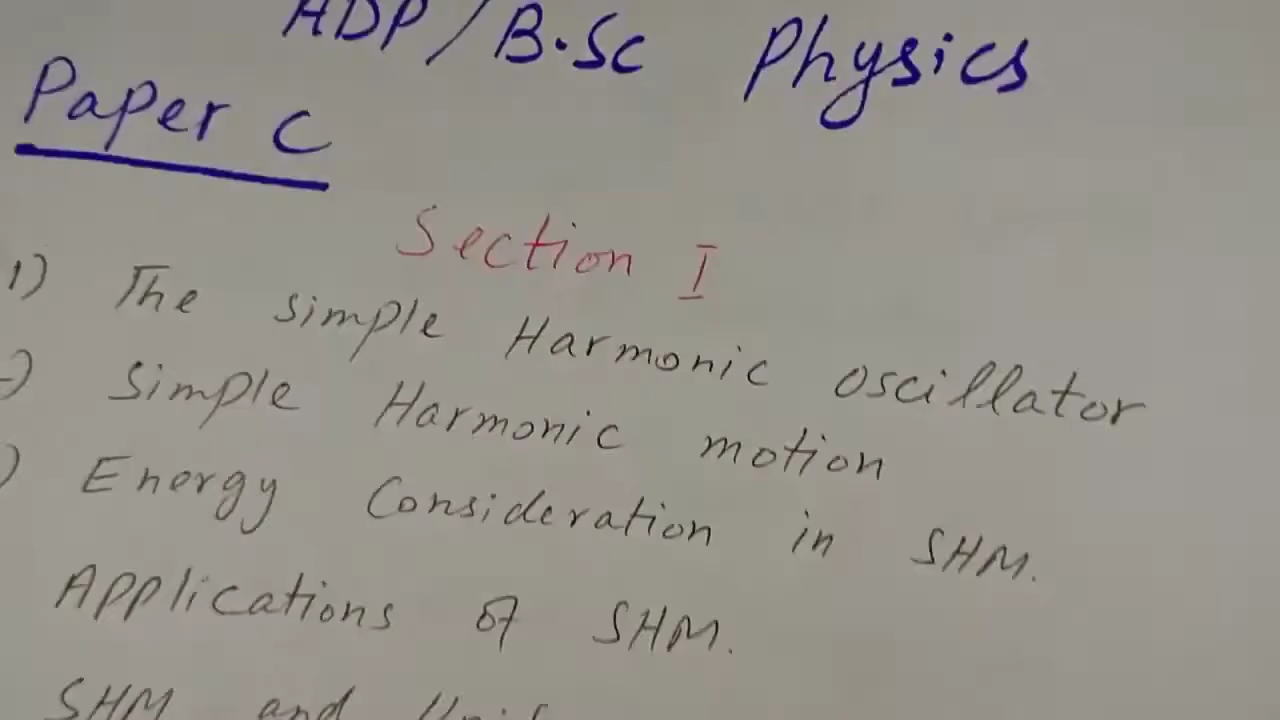 ADP/B.Sc Physics
Paper C
Section I
1) The simple Harmonic oscillator
) Simple Harmonic motion
) Energy Consideration in SHM.
Applications of SHM.
SHM and